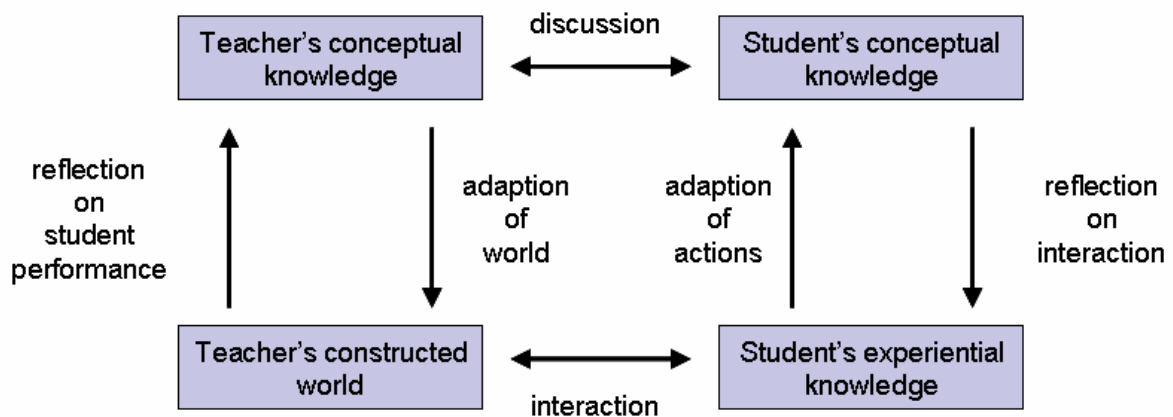 Teacher's conceptual
knowledge
discussion
Student's conceptual
knowledge
reflection
on
student
performance
adaption
of
world
adaption
of
actions
reflection
on
interaction
Teacher's constructed
world
interaction
Student's experiential
knowledge